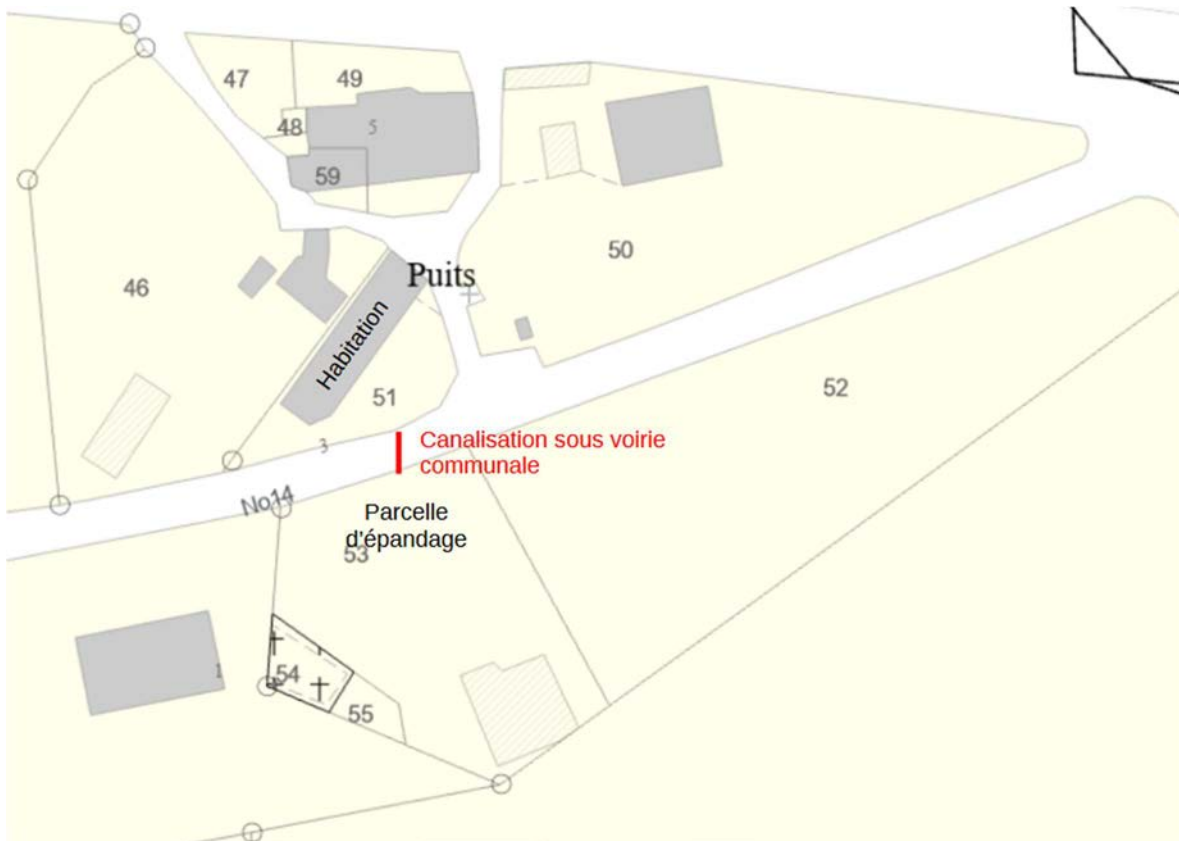 47
49
48
5
59
50
46
Puits
Habitation
51
52
3
Canalisation sous voirie
communale
No14
Parcelle
d'épandage
53
1
54
55